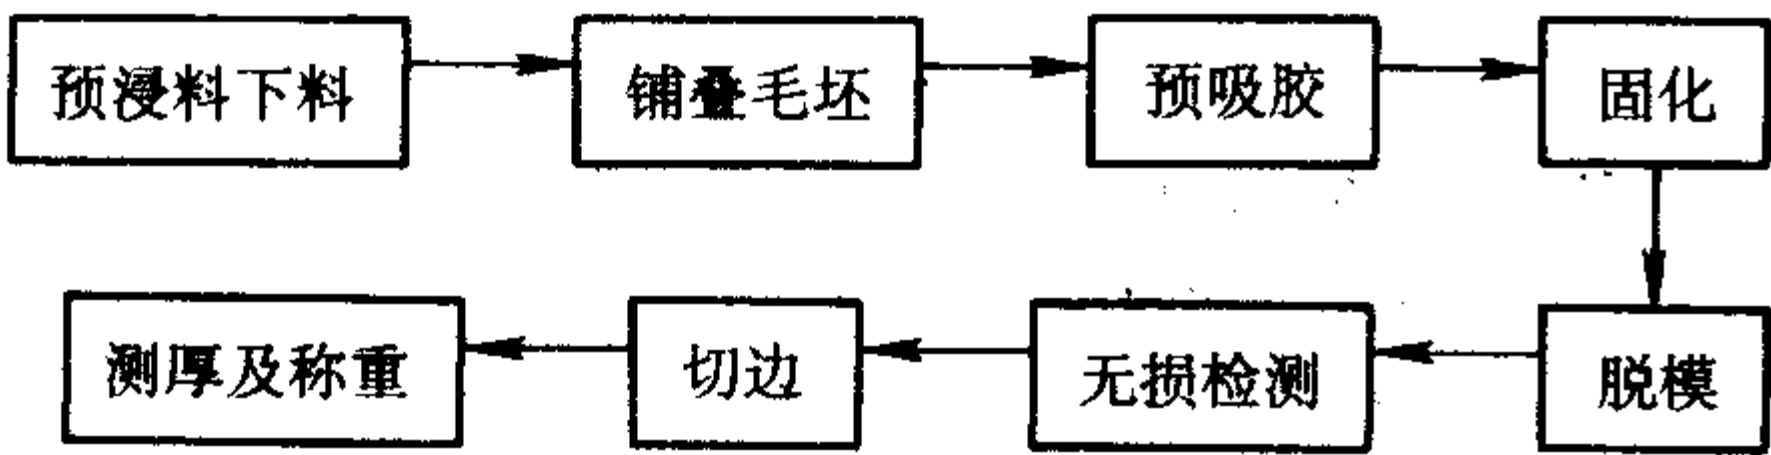 预浸料下料
铺叠毛坯
预吸胶
固化
脱模
无损检测
切边
测厚及称重